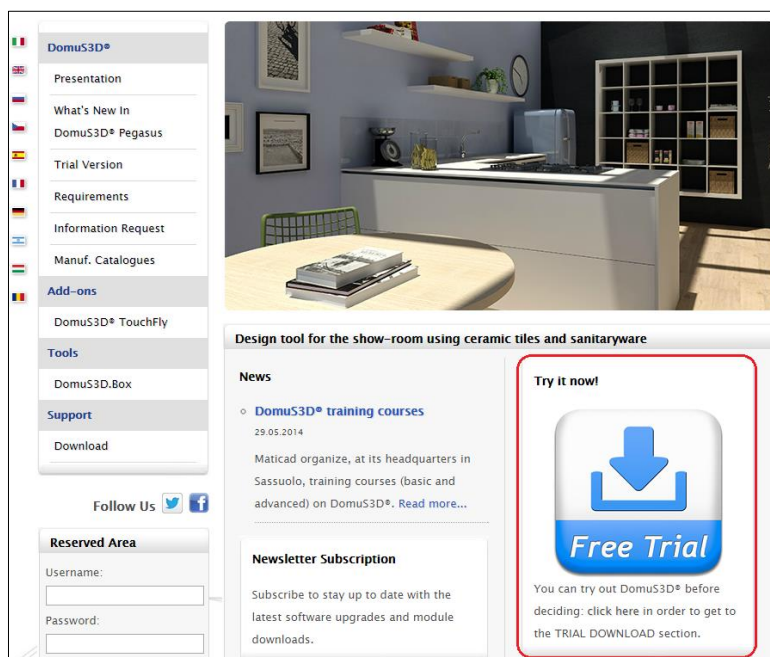 DomuS3D®
Presentation
What's New In
DomuS3D® Pegasus
Trial Version
Requirements
Information Request
Manuf. Catalogues
Add-ons
DomuS3D® TouchFly
Tools
DomuS3D.Box
Support
Download
Follow Us
Reserved Area
Username:
Password:
Design tool for the show-room using ceramic tiles and sanitaryware
News
DomuS3D® training courses
29.05.2014
Maticad organize, at its headquarters in
Sassuolo, training courses (basic and
advanced) on DomuS3D®. Read more...
Newsletter Subscription
Subscribe to stay up to date with the
latest software upgrades and module
downloads.
Try it now!
Free Trial
You can try out DomuS3D® before
deciding: click here in order to get to
the TRIAL DOWNLOAD section.